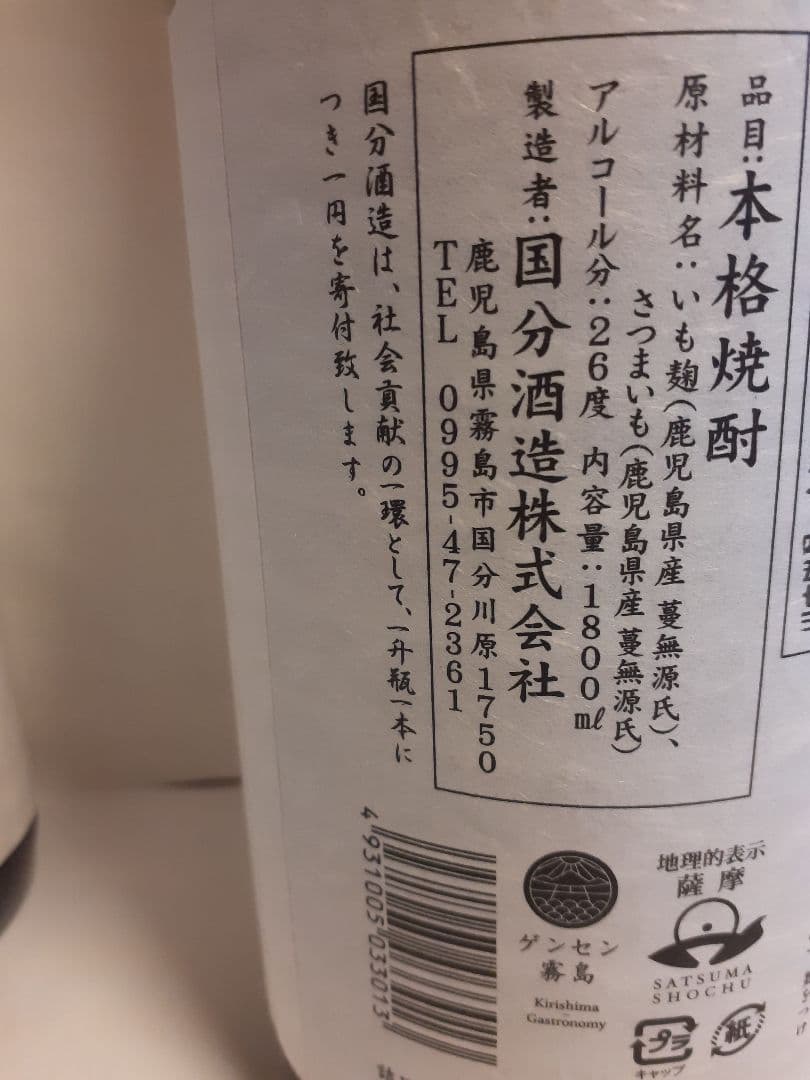 品目:本格焼酎
原材料名:いも麹(鹿児島県産 蔓無源氏)、
さつまいも(鹿児島県産 蔓無源氏)
アルコール分:26度 内容量:1800㎖
製造者:国分酒造株式会社
鹿児島県霧島市国分川原1750
TEL 0995-47-2361
国分酒造は、社会貢献の一環として、一升瓶一本に
つき一円を寄付致します。
4931005033013
ゲンセン
霧島
Kirishima
Gastronomy
地理的表示
薩摩
SATSUMA
SHOCHU
プラ
キャップ
紙